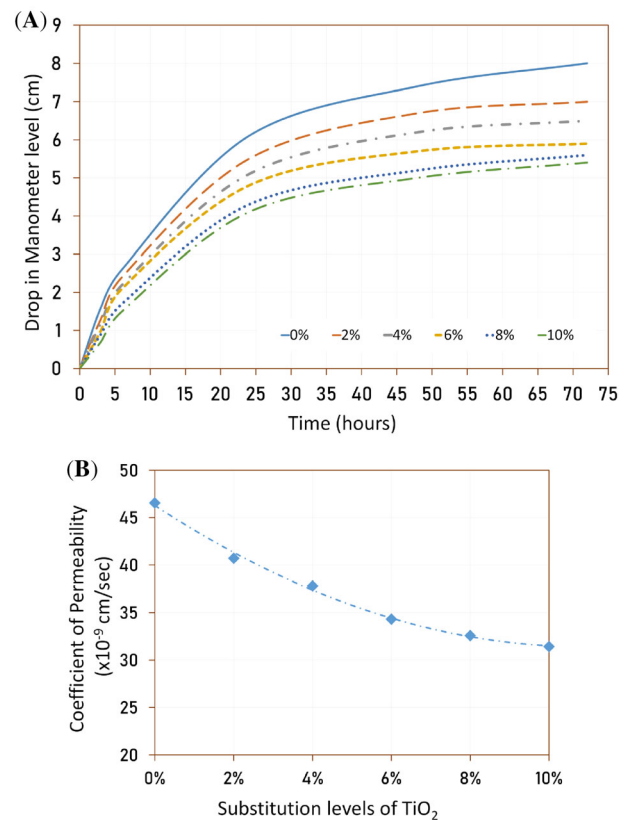 (A)
Drop in Manometer level (cm)
9
8
7
6
5
4
3
2
1
0
0% 2% 4% 6% 8% 10%
0 5 10 15 20 25 30 35 40 45 50 55 60 65 70 75
Time (hours)
(B)
Coefficient of Permeability
(x10⁻⁹ cm/sec)
50
45
40
35
30
25
20
0% 2% 4% 6% 8% 10%
Substitution levels of TiO₂